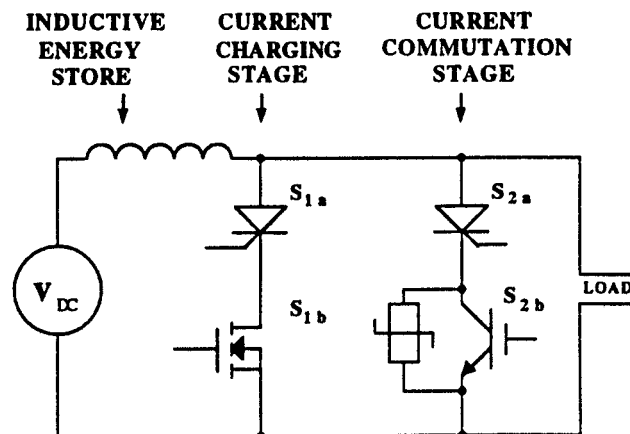 INDUCTIVE
ENERGY
STORE
CURRENT
CHARGING
STAGE
CURRENT
COMMUTATION
STAGE
S1a
S2a
VDC
S1b
S2b
LOAD